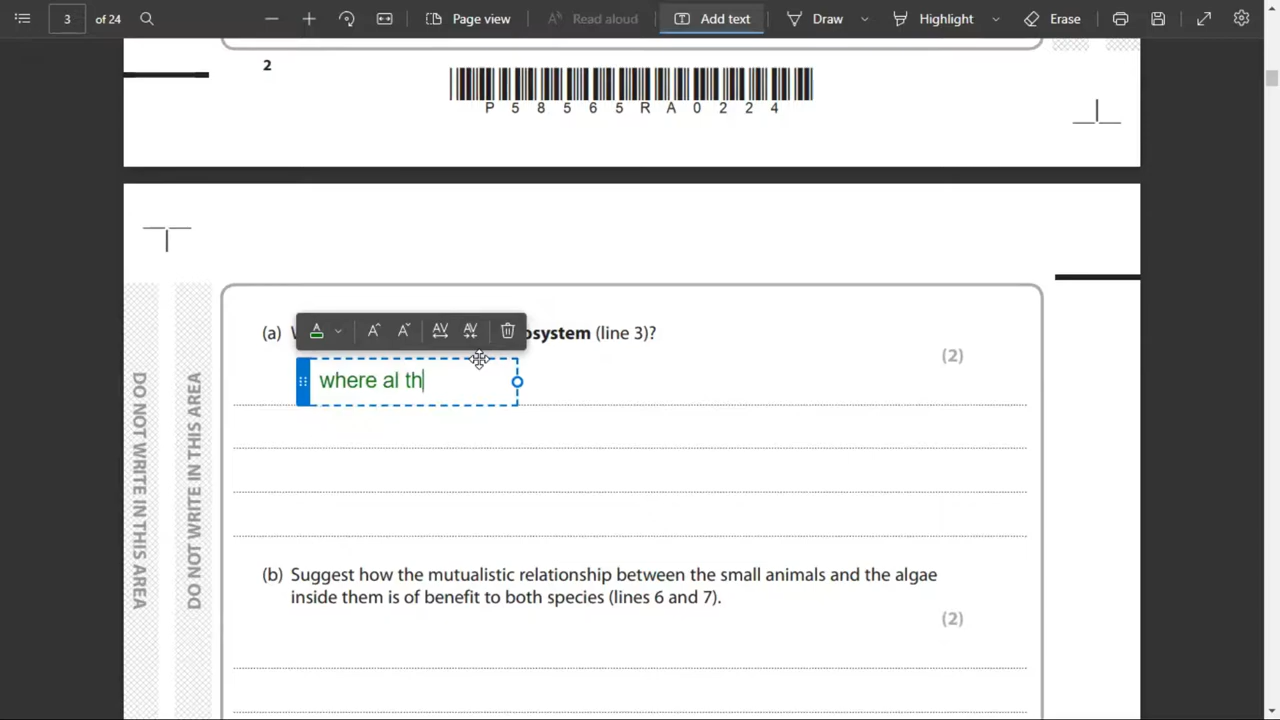 3 of 24 Page view Read aloud Add text Draw Highlight Erase
2
P 5 8 5 6 5 R A 0 2 2 4
(a) osystem (line 3)?
(2)
where al th
DO NOT WRITE IN THIS AREA
DO NOT WRITE IN THIS AREA
(b) Suggest how the mutualistic relationship between the small animals and the algae
inside them is of benefit to both species (lines 6 and 7).
(2)